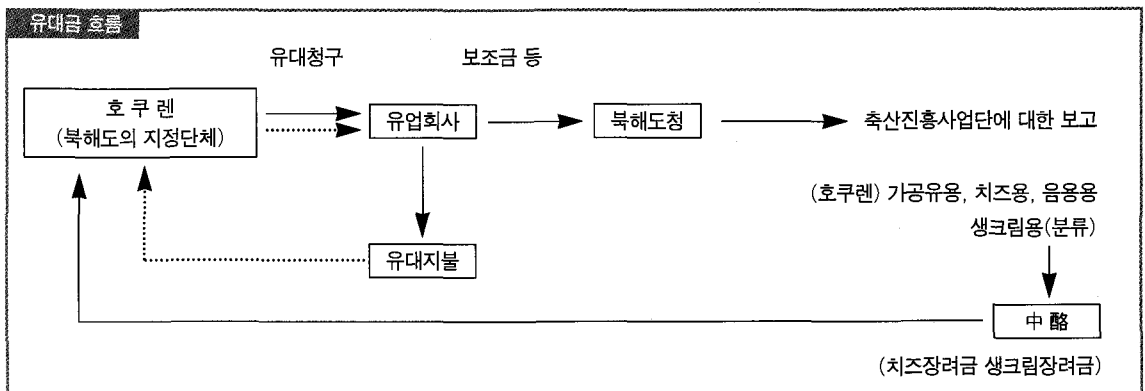 유대금 흐름
유대청구
보조금 등
호 쿠 렌
(북해도의 지정단체)
유업회사
북해도청
축산진흥사업단에 대한 보고
(호쿠렌) 가공유용, 치즈용, 음용용
생크림용(분류)
유대지불
中 酪
(치즈장려금 생크림장려금)